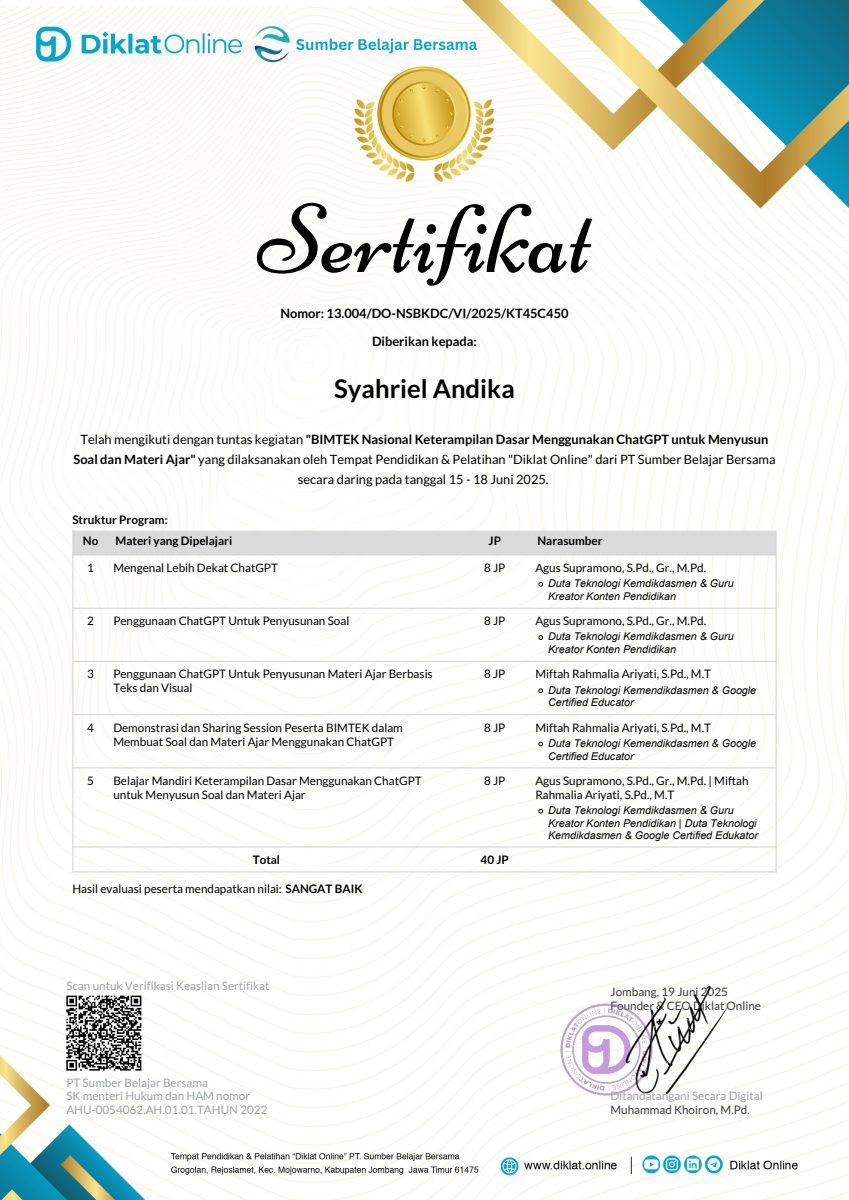 DiklatOnline
Sumber Belajar Bersama
Sertifikat
Nomor: 13.004/DO-NSBKDC/VI/2025/KT45C450
Diberikan kepada:
Syahriel Andika
Telah mengikuti dengan tuntas kegiatan "BIMTEK Nasional Keterampilan Dasar Menggunakan ChatGPT untuk Menyusun
Soal dan Materi Ajar" yang dilaksanakan oleh Tempat Pendidikan & Pelatihan "Diklat Online" dari PT Sumber Belajar Bersama
secara daring pada tanggal 15 - 18 Juni 2025.
Struktur Program:
No Materi yang Dipelajari JP Narasumber
1 Mengenal Lebih Dekat ChatGPT 8 JP Agus Supramono, S.Pd., Gr., M.Pd.
Duta Teknologi Kemdikdasmen & Guru
Kreator Konten Pendidikan
2 Penggunaan ChatGPT Untuk Penyusunan Soal 8 JP Agus Supramono, S.Pd., Gr., M.Pd.
Duta Teknologi Kemdikdasmen & Guru
Kreator Konten Pendidikan
3 Penggunaan ChatGPT Untuk Penyusunan Materi Ajar Berbasis 8 JP Miftah Rahmalia Ariyati, S.Pd., M.T
Teks dan Visual Duta Teknologi Kemendikdasmen & Google
Certified Educator
4 Demonstrasi dan Sharing Session Peserta BIMTEK dalam 8 JP Miftah Rahmalia Ariyati, S.Pd., M.T
Membuat Soal dan Materi Ajar Menggunakan ChatGPT Duta Teknologi Kemendikdasmen & Google
Certified Educator
5 Belajar Mandiri Keterampilan Dasar Menggunakan ChatGPT 8 JP Agus Supramono, S.Pd., Gr., M.Pd. | Miftah
untuk Menyusun Soal dan Materi Ajar Rahmalia Ariyati, S.Pd., M.T
Duta Teknologi Kemdikdasmen & Guru
Kreator Konten Pendidikan | Duta Teknologi
Kemdikdasmen & Google Certified Edukator
Total 40 JP
Hasil evaluasi peserta mendapatkan nilai: SANGAT BAIK
Scan untuk Verifikasi Keaslian Sertifikat
PT Sumber Belajar Bersama
SK menteri Hukum dan HAM nomor
AHU-0054062.AH.01.01.TAHUN 2022
Jombang, 19 Juni 2025
Founder & CEO Diklat Online
DIKLATONLINE | DIKLATONLINE | DIKLATONLINE
Ditandatangani Secara Digital
Muhammad Khoiron, M.Pd.
Tempat Pendidikan & Pelatihan "Diklat Online" PT. Sumber Belajar Bersama
Grogolan, Rejoslamet, Kec. Mojowarno, Kabupaten Jombang Jawa Timur 61475
www.diklat.online | Diklat Online